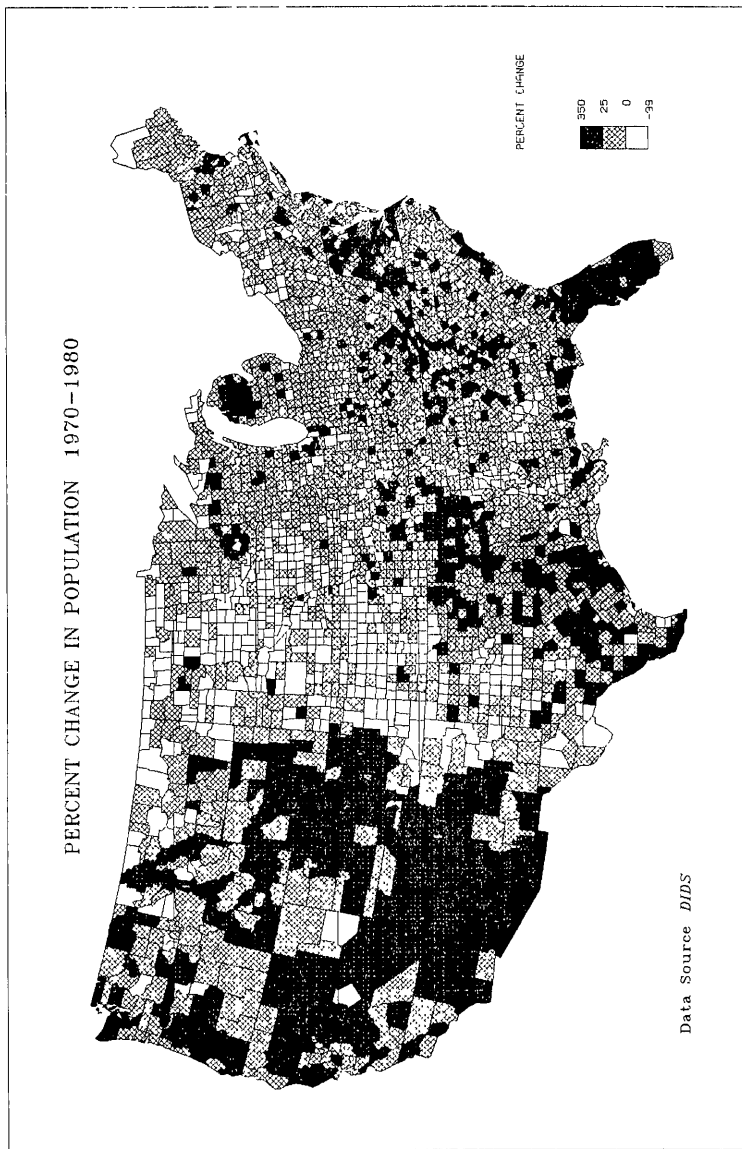 PERCENT CHANGE IN POPULATION 1970-1980
PERCENT CHANGE
350
25
0
-99
Data Source DIDS